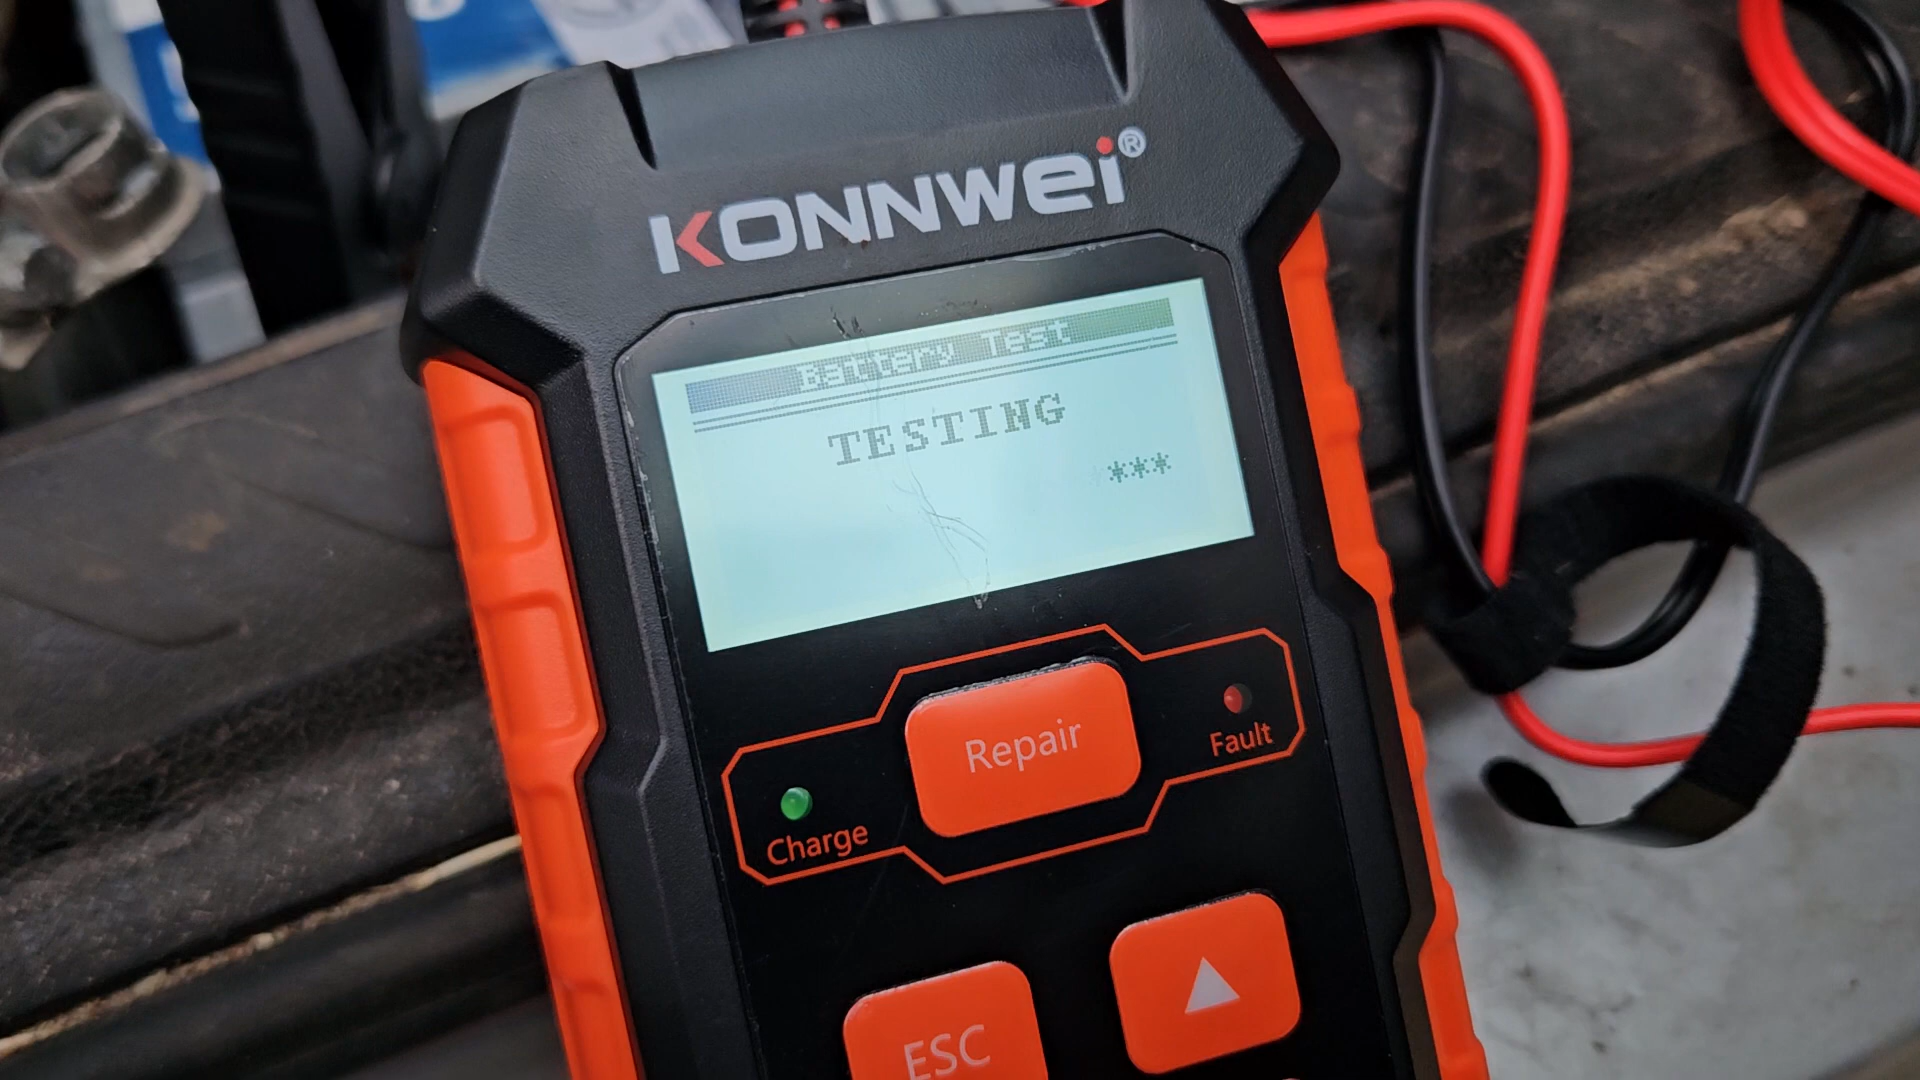 KONNWEI®
Battery Test
TESTING
***
Repair
Charge
Fault
ESC